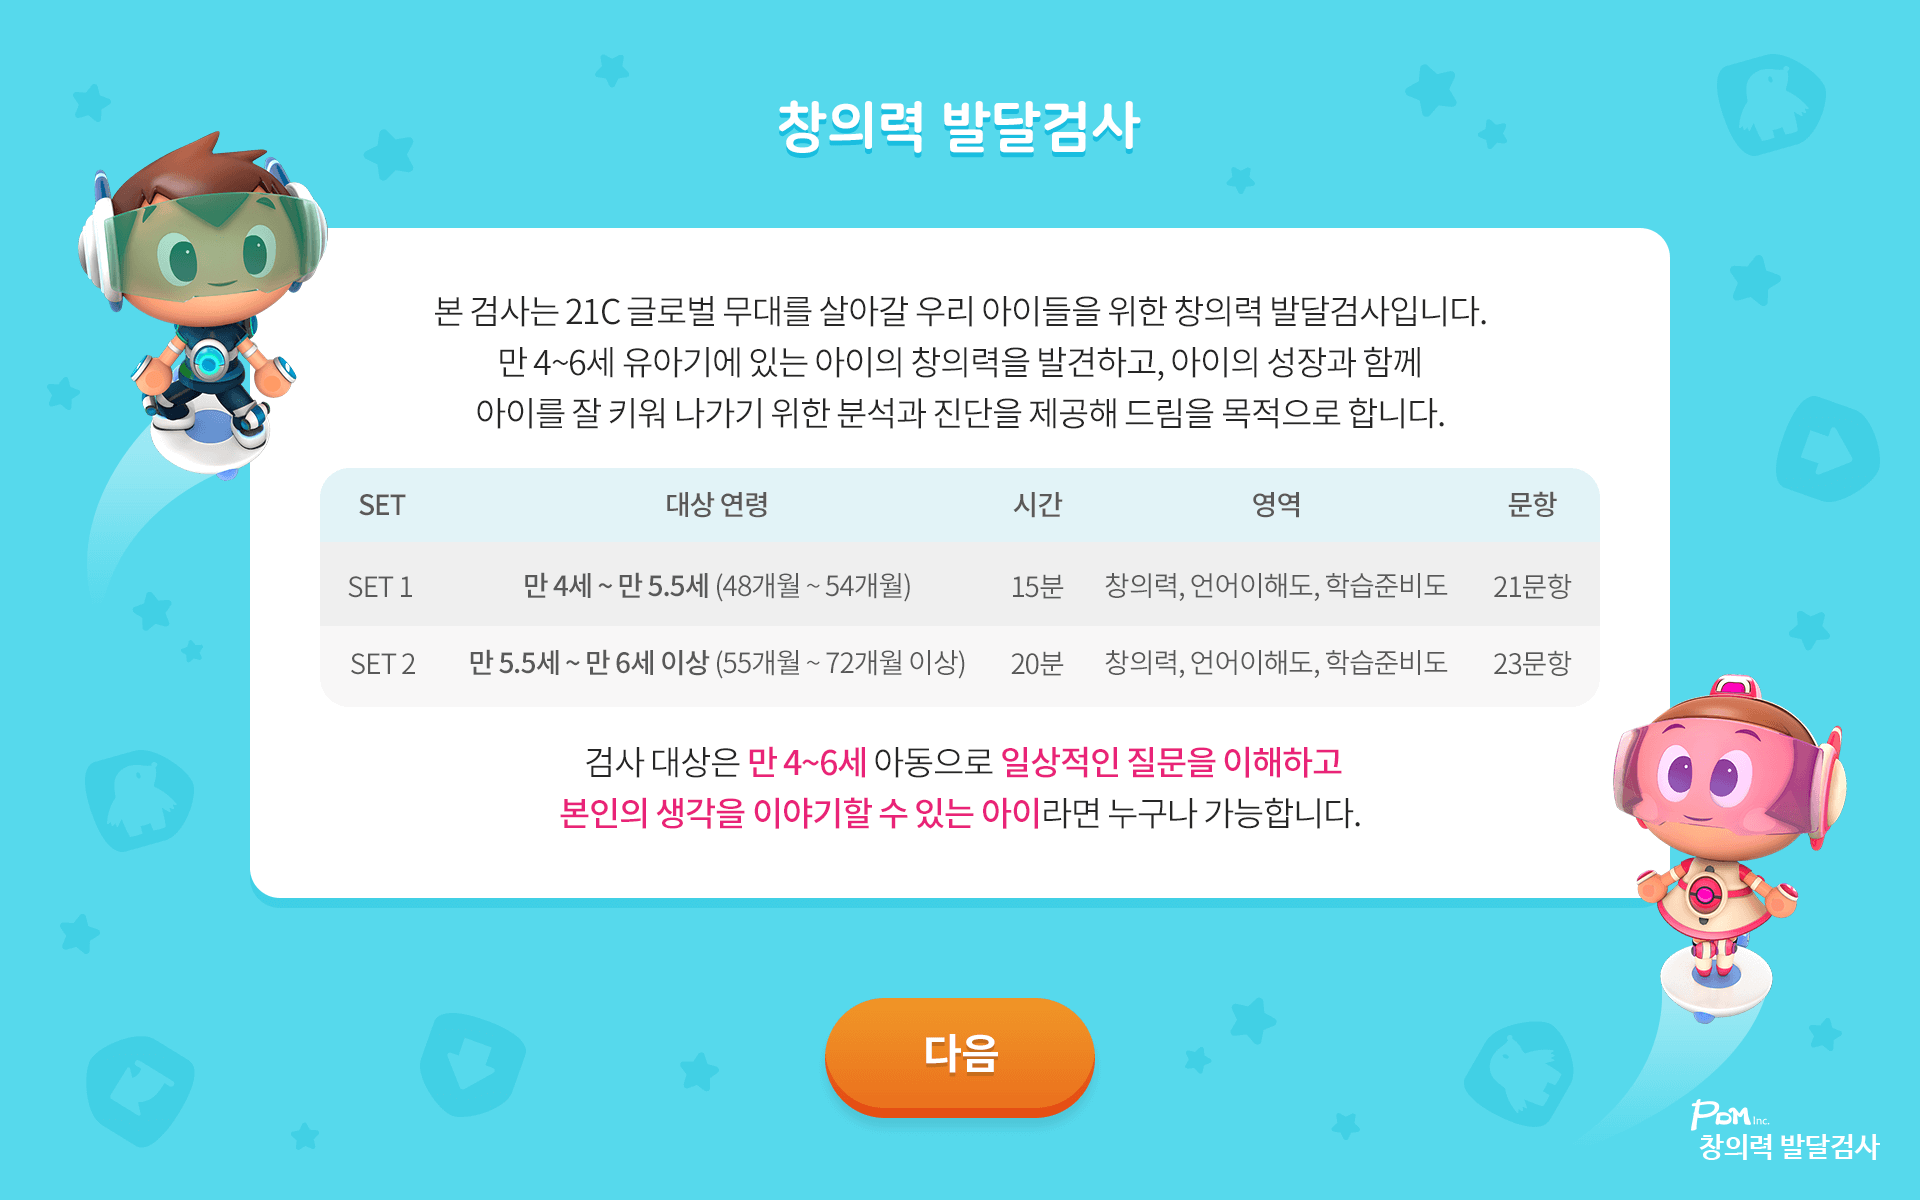 창의력 발달검사
본 검사는 21C 글로벌 무대를 살아갈 우리 아이들을 위한 창의력 발달검사입니다.
만 4~6세 유아기에 있는 아이의 창의력을 발견하고, 아이의 성장과 함께
아이를 잘 키워 나가기 위한 분석과 진단을 제공해 드림을 목적으로 합니다.
SET 대상 연령 시간 영역 문항
SET 1 만 4세 ~ 만 5.5세 (48개월 ~ 54개월) 15분 창의력, 언어이해도, 학습준비도 21문항
SET 2 만 5.5세 ~ 만 6세 이상 (55개월 ~ 72개월 이상) 20분 창의력, 언어이해도, 학습준비도 23문항
검사 대상은 만 4~6세 아동으로 일상적인 질문을 이해하고
본인의 생각을 이야기할 수 있는 아이라면 누구나 가능합니다.
다음
PDM Inc.
창의력 발달검사